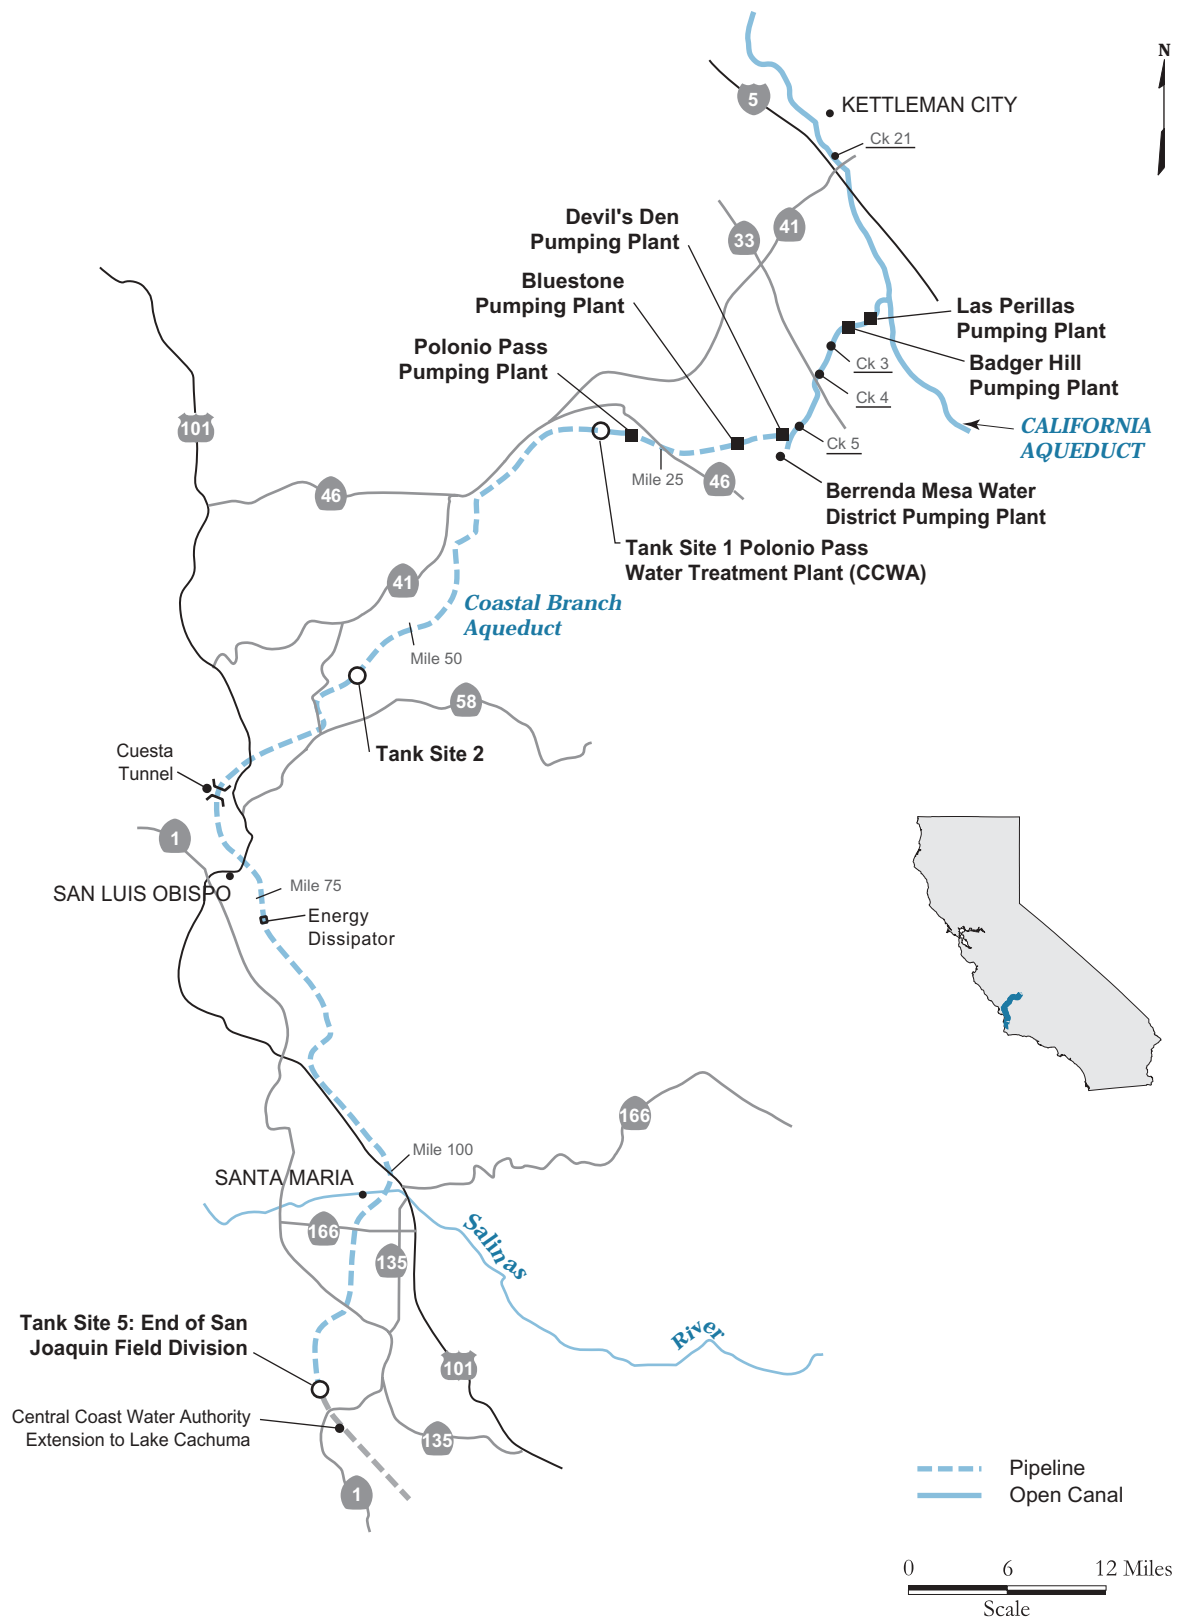 N
5
KETTLEMAN CITY
Ck 21
Devil's Den
Pumping Plant
33
41
Bluestone
Pumping Plant
Las Perillas
Pumping Plant
Polonio Pass
Pumping Plant
Badger Hill
Pumping Plant
Ck 3
Ck 4
101
CALIFORNIA
AQUEDUCT
Ck 5
Mile 25
46
46
Berrenda Mesa Water
District Pumping Plant
Tank Site 1 Polonio Pass
Water Treatment Plant (CCWA)
41
Coastal Branch
Aqueduct
Mile 50
58
Tank Site 2
Cuesta
Tunnel
1
SAN LUIS OBISPO
Mile 75
Energy
Dissipator
166
Mile 100
SANTA MARIA
166
Salinas
135
River
Tank Site 5: End of San
Joaquin Field Division
101
Central Coast Water Authority
Extension to Lake Cachuma
135
1
Pipeline
Open Canal
0 6 12 Miles
Scale